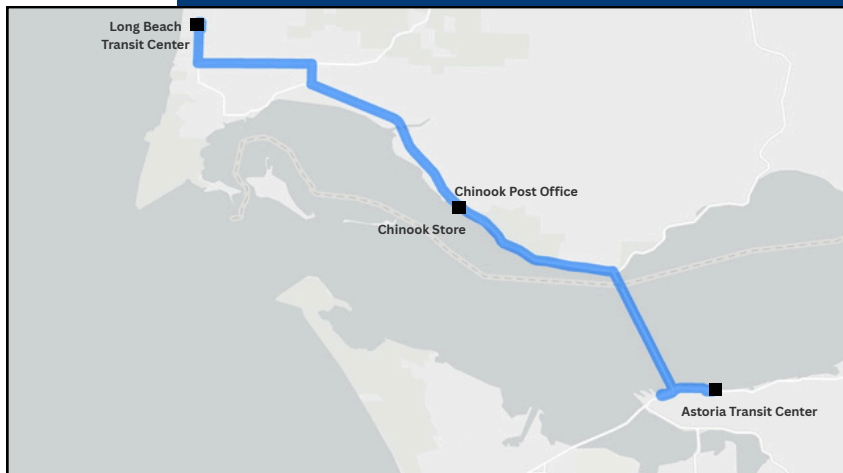 Long Beach
Transit Center
Chinook Post Office
Chinook Store
Astoria Transit Center